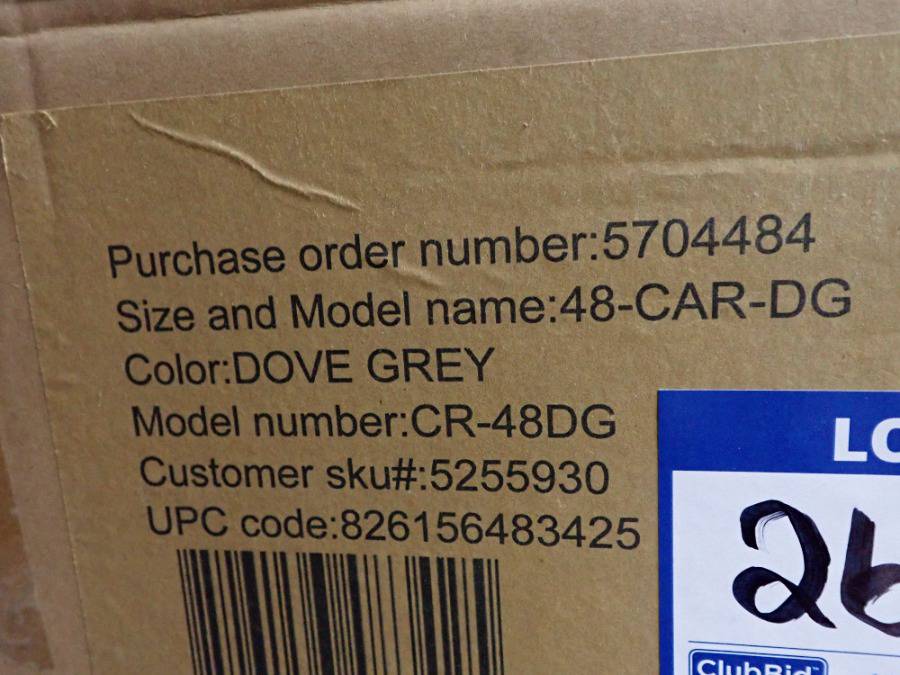 Purchase order number:5704484
Size and Model name:48-CAR-DG
Color:DOVE GREY
Model number:CR-48DG
Customer sku#:5255930
UPC code:826156483425
ClubBid™